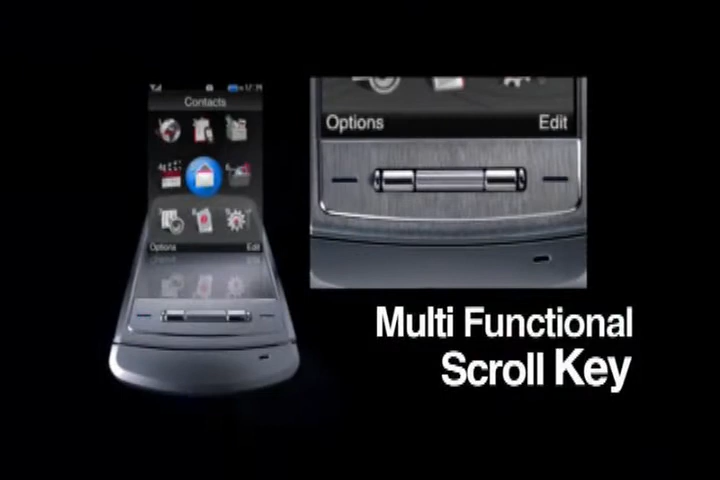 Contacts
Options Edit
Options Edit
Multi Functional
Scroll Key